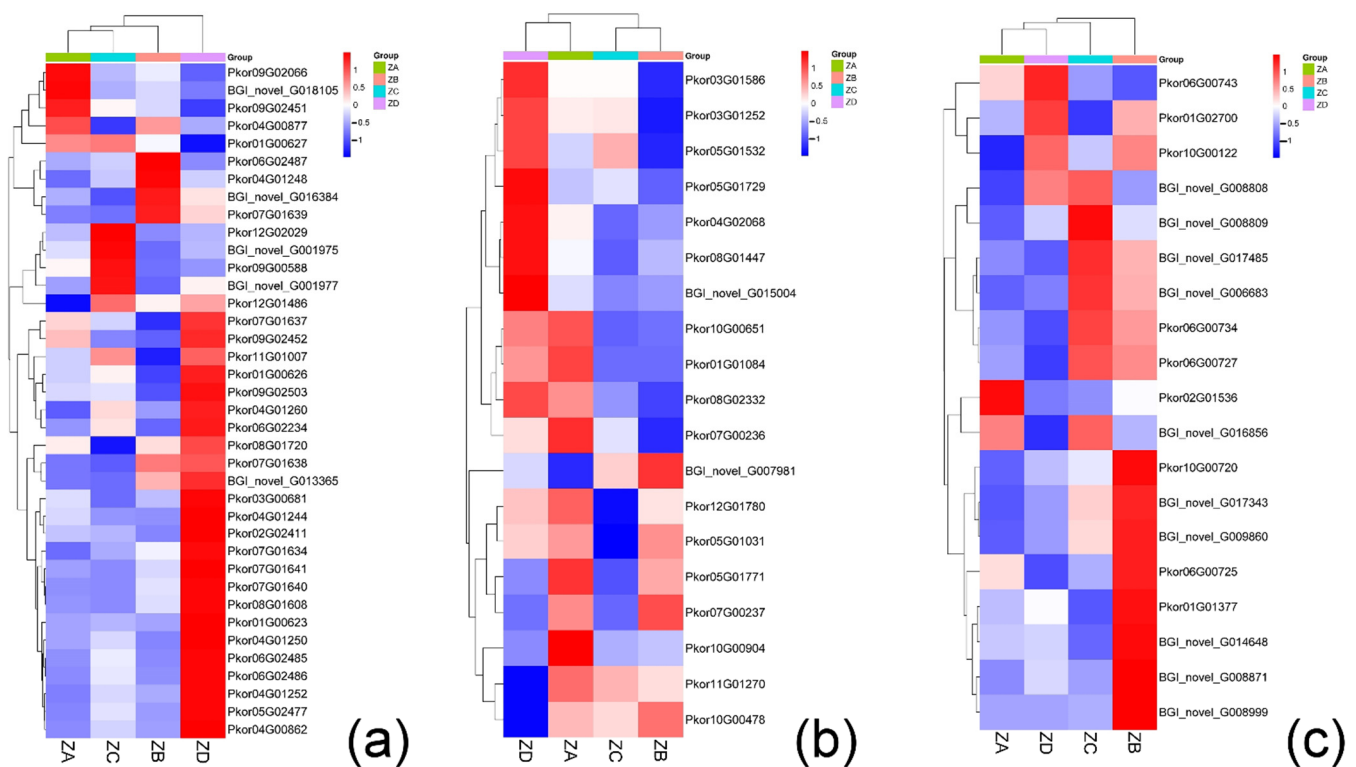 Group
Pkor09G02066
BGI_novel_G018105
Pkor09G02451
Pkor04G00877
Pkor01G00627
Pkor06G02487
Pkor04G01248
BGI_novel_G016384
Pkor07G01639
Pkor12G02029
BGI_novel_G001975
Pkor09G00588
BGI_novel_G001977
Pkor12G01486
Pkor07G01637
Pkor09G02452
Pkor11G01007
Pkor01G00626
Pkor09G02503
Pkor04G01260
Pkor06G02234
Pkor08G01720
Pkor07G01638
BGI_novel_G013365
Pkor03G00681
Pkor04G01244
Pkor02G02411
Pkor07G01634
Pkor07G01641
Pkor07G01640
Pkor08G01608
Pkor01G00623
Pkor04G01250
Pkor06G02485
Pkor06G02486
Pkor04G01252
Pkor05G02477
Pkor04G00862
ZA
ZC
ZB
ZD
1
0.5
0
-0.5
-1
Group
ZA
ZB
ZC
ZD
(a)
Group
Pkor03G01586
Pkor03G01252
Pkor05G01532
Pkor05G01729
Pkor04G02068
Pkor08G01447
BGI_novel_G015004
Pkor10G00651
Pkor01G01084
Pkor08G02332
Pkor07G00236
BGI_novel_G007981
Pkor12G01780
Pkor05G01031
Pkor05G01771
Pkor07G00237
Pkor10G00904
Pkor11G01270
Pkor10G00478
ZD
ZA
ZC
ZB
1
0.5
0
-0.5
-1
Group
ZA
ZB
ZC
ZD
(b)
Group
Pkor06G00743
Pkor01G02700
Pkor10G00122
BGI_novel_G008808
BGI_novel_G008809
BGI_novel_G017485
BGI_novel_G006683
Pkor06G00734
Pkor06G00727
Pkor02G01536
BGI_novel_G016856
Pkor10G00720
BGI_novel_G017343
BGI_novel_G009860
Pkor06G00725
Pkor01G01377
BGI_novel_G014648
BGI_novel_G008871
BGI_novel_G008999
ZA
ZD
ZC
ZB
1
0.5
0
-0.5
-1
Group
ZA
ZB
ZC
ZD
(c)